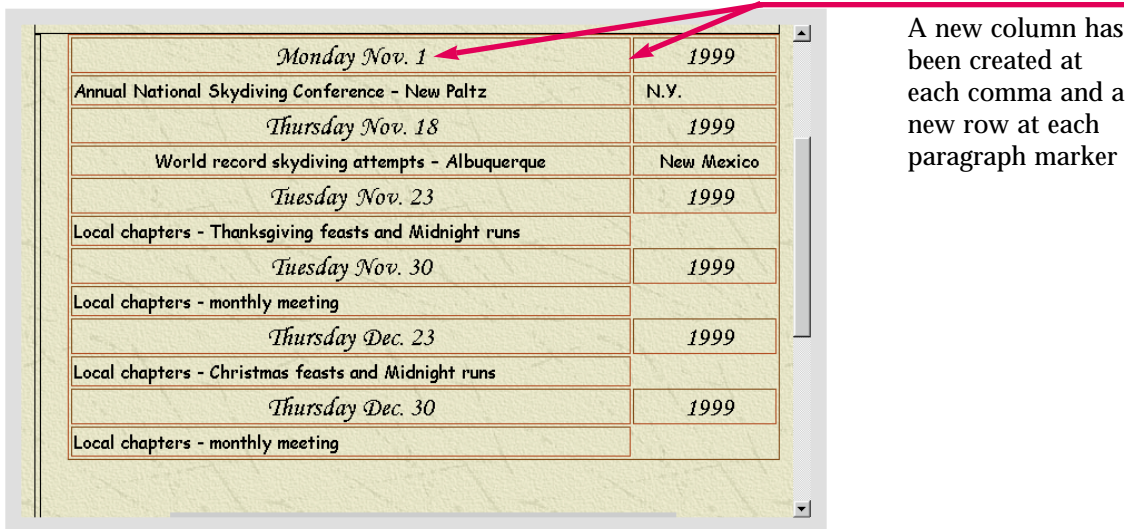 Monday Nov. 1 1999
Annual National Skydiving Conference – New Paltz N.Y.
Thursday Nov. 18 1999
World record skydiving attempts – Albuquerque New Mexico
Tuesday Nov. 23 1999
Local chapters - Thanksgiving feasts and Midnight runs
Tuesday Nov. 30 1999
Local chapters - monthly meeting
Thursday Dec. 23 1999
Local chapters - Christmas feasts and Midnight runs
Thursday Dec. 30 1999
Local chapters - monthly meeting
A new column has
been created at
each comma and a
new row at each
paragraph marker